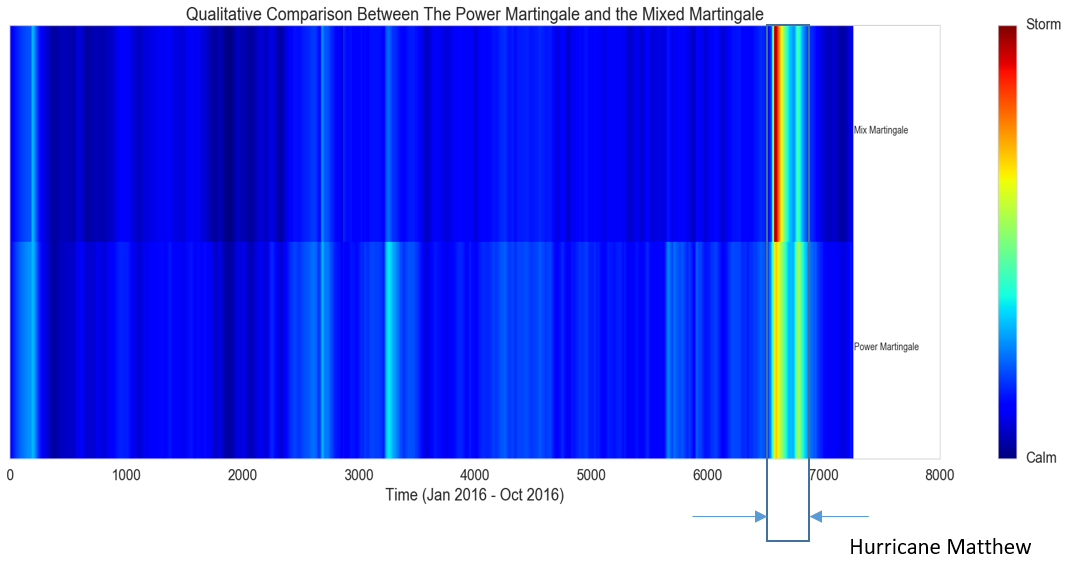 Qualitative Comparison Between The Power Martingale and the Mixed Martingale
Storm
Mix Martingale
Power Martingale
Calm
0 1000 2000 3000 4000 5000 6000 7000 8000
Time (Jan 2016 - Oct 2016)
Hurricane Matthew